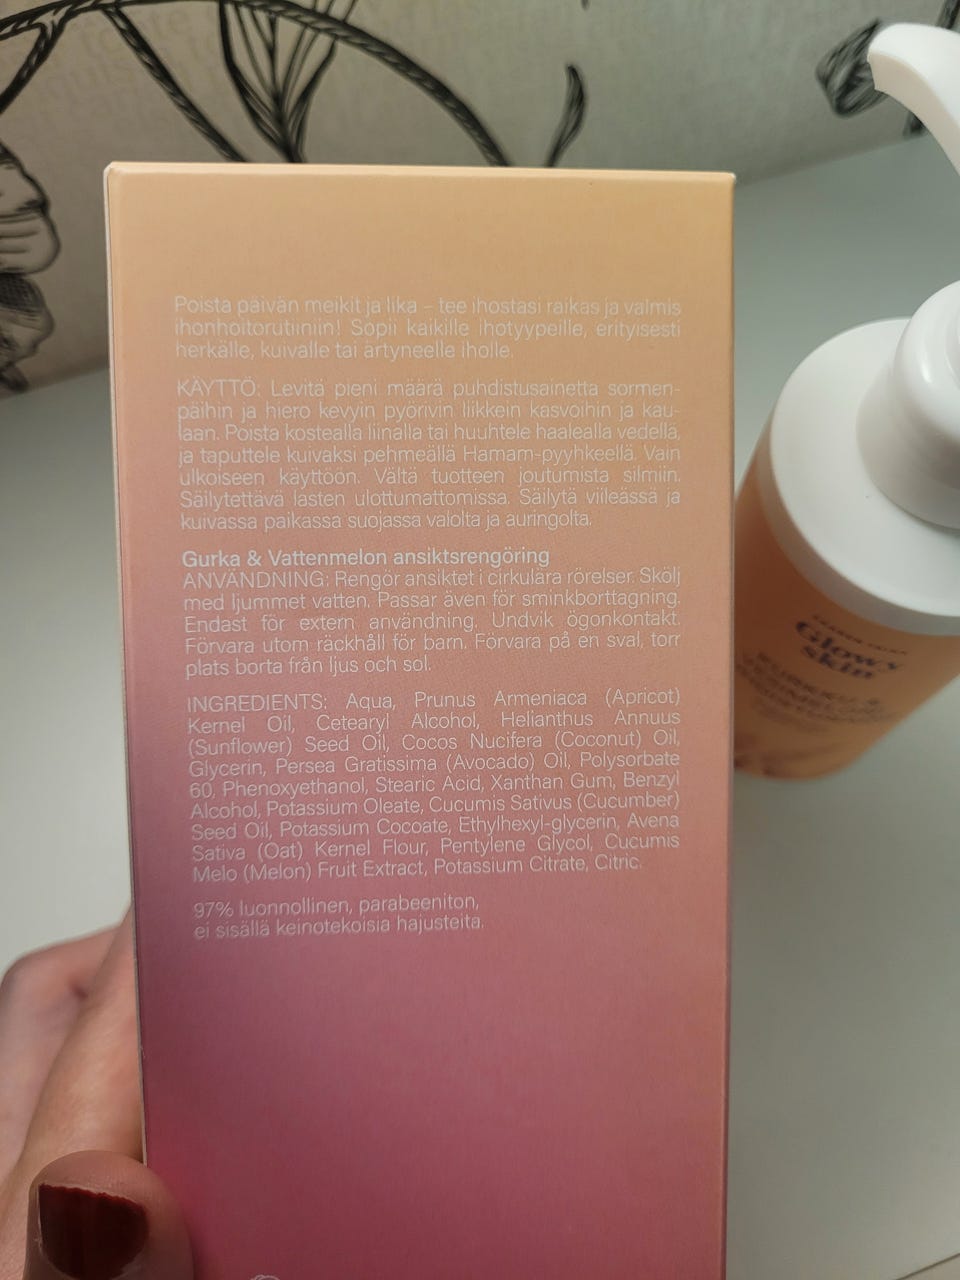 Poista päivän meikit ja lika – tee ihostasi raikas ja valmis
ihonhoitorutiiniin! Sopii kaikille ihotyypeille, erityisesti
herkälle, kuivalle tai ärtyneelle iholle.
KÄYTTÖ: Levitä pieni määrä puhdistusainetta sormen-
päihin ja hiero kevyin pyörivin liikkein kasvoihin ja kau-
laan. Poista kostealla liinalla tai huuhtele haalealla vedellä,
ja taputtele kuivaksi pehmeällä Hamam-pyyhkeellä. Vain
ulkoiseen käyttöön. Vältä tuotteen joutumista silmiin.
Säilytettävä lasten ulottumattomissa. Säilytä viileässä ja
kuivassa paikassa suojassa valolta ja auringolta.
Gurka & Vattenmelon ansiktsrengöring
ANVÄNDNING: Rengör ansiktet i cirkulära rörelser. Skölj
med ljummet vatten. Passar även för sminkborttagning.
Endast för extern användning. Undvik ögonkontakt.
Förvara utom räckhåll för barn. Förvara på en sval, torr
plats borta från ljus och sol.
INGREDIENTS: Aqua, Prunus Armeniaca (Apricot)
Kernel Oil, Cetearyl Alcohol, Helianthus Annuus
(Sunflower) Seed Oil, Cocos Nucifera (Coconut) Oil,
Glycerin, Persea Gratissima (Avocado) Oil, Polysorbate
60, Phenoxyethanol, Stearic Acid, Xanthan Gum, Benzyl
Alcohol, Potassium Oleate, Cucumis Sativus (Cucumber)
Seed Oil, Potassium Cocoate, Ethylhexyl-glycerin, Avena
Sativa (Oat) Kernel Flour, Pentylene Glycol, Cucumis
Melo (Melon) Fruit Extract, Potassium Citrate, Citric.
97% luonnollinen, parabeeniton,
ei sisällä keinotekoisia hajusteita.
Glowy
skin
KURKKU &